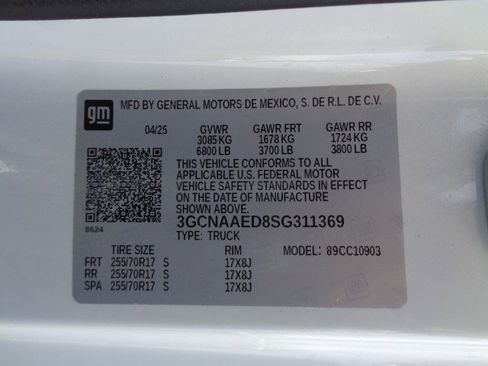 gm MFD BY GENERAL MOTORS DE MEXICO, S. DE R.L. DE C.V.
04/25 GVWR GAWR FRT GAWR RR
3085 KG 1678 KG 1724 KG
6800 LB 3700 LB 3800 LB
THIS VEHICLE CONFORMS TO ALL
APPLICABLE U.S. FEDERAL MOTOR
VEHICLE SAFETY STANDARDS IN EFFECT
ON THE DATE OF MANUFACTURE
SHOWN ABOVE. 3GCNAAED8SG311369
8624 TYPE: TRUCK
TIRE SIZE RIM 89CC10903
FRT 255/70R17 S 17X8J
RR 255/70R17 S 17X8J
SPA 255/70R17 S 17X8J